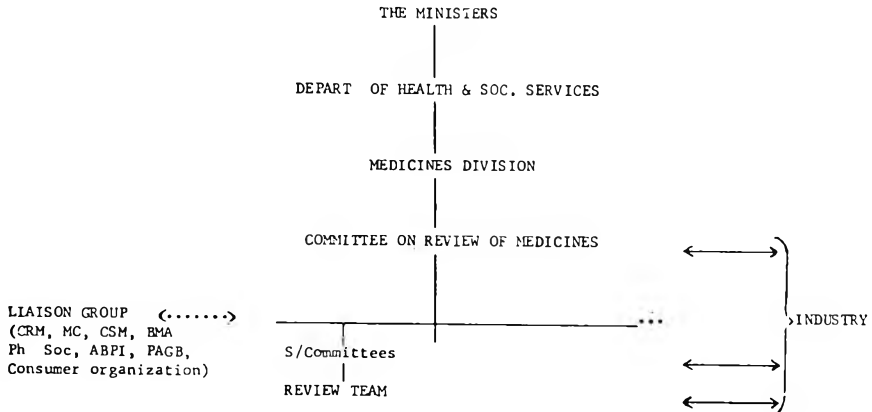 THE MINISTERS
DEPART OF HEALTH & SOC. SERVICES
MEDICINES DIVISION
COMMITTEE ON REVIEW OF MEDICINES
LIAISON GROUP
(CRM, MC, CSM, BMA
Ph Soc, ABPI, PAGB,
Consumer organization)
INDUSTRY
S/Committees
REVIEW TEAM